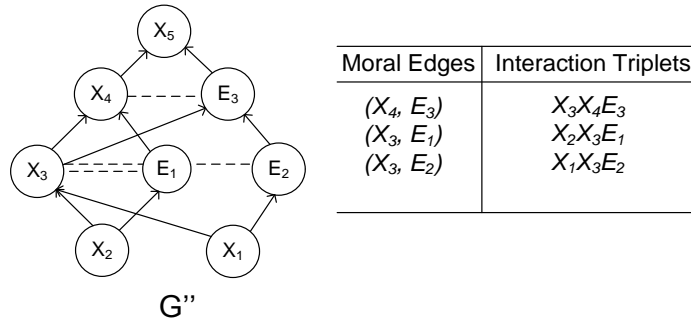 X5
X4
E3
X3
E1
E2
X2
X1
G''
Moral Edges Interaction Triplets
(X4, E3) X3X4E3
(X3, E1) X2X3E1
(X3, E2) X1X3E2